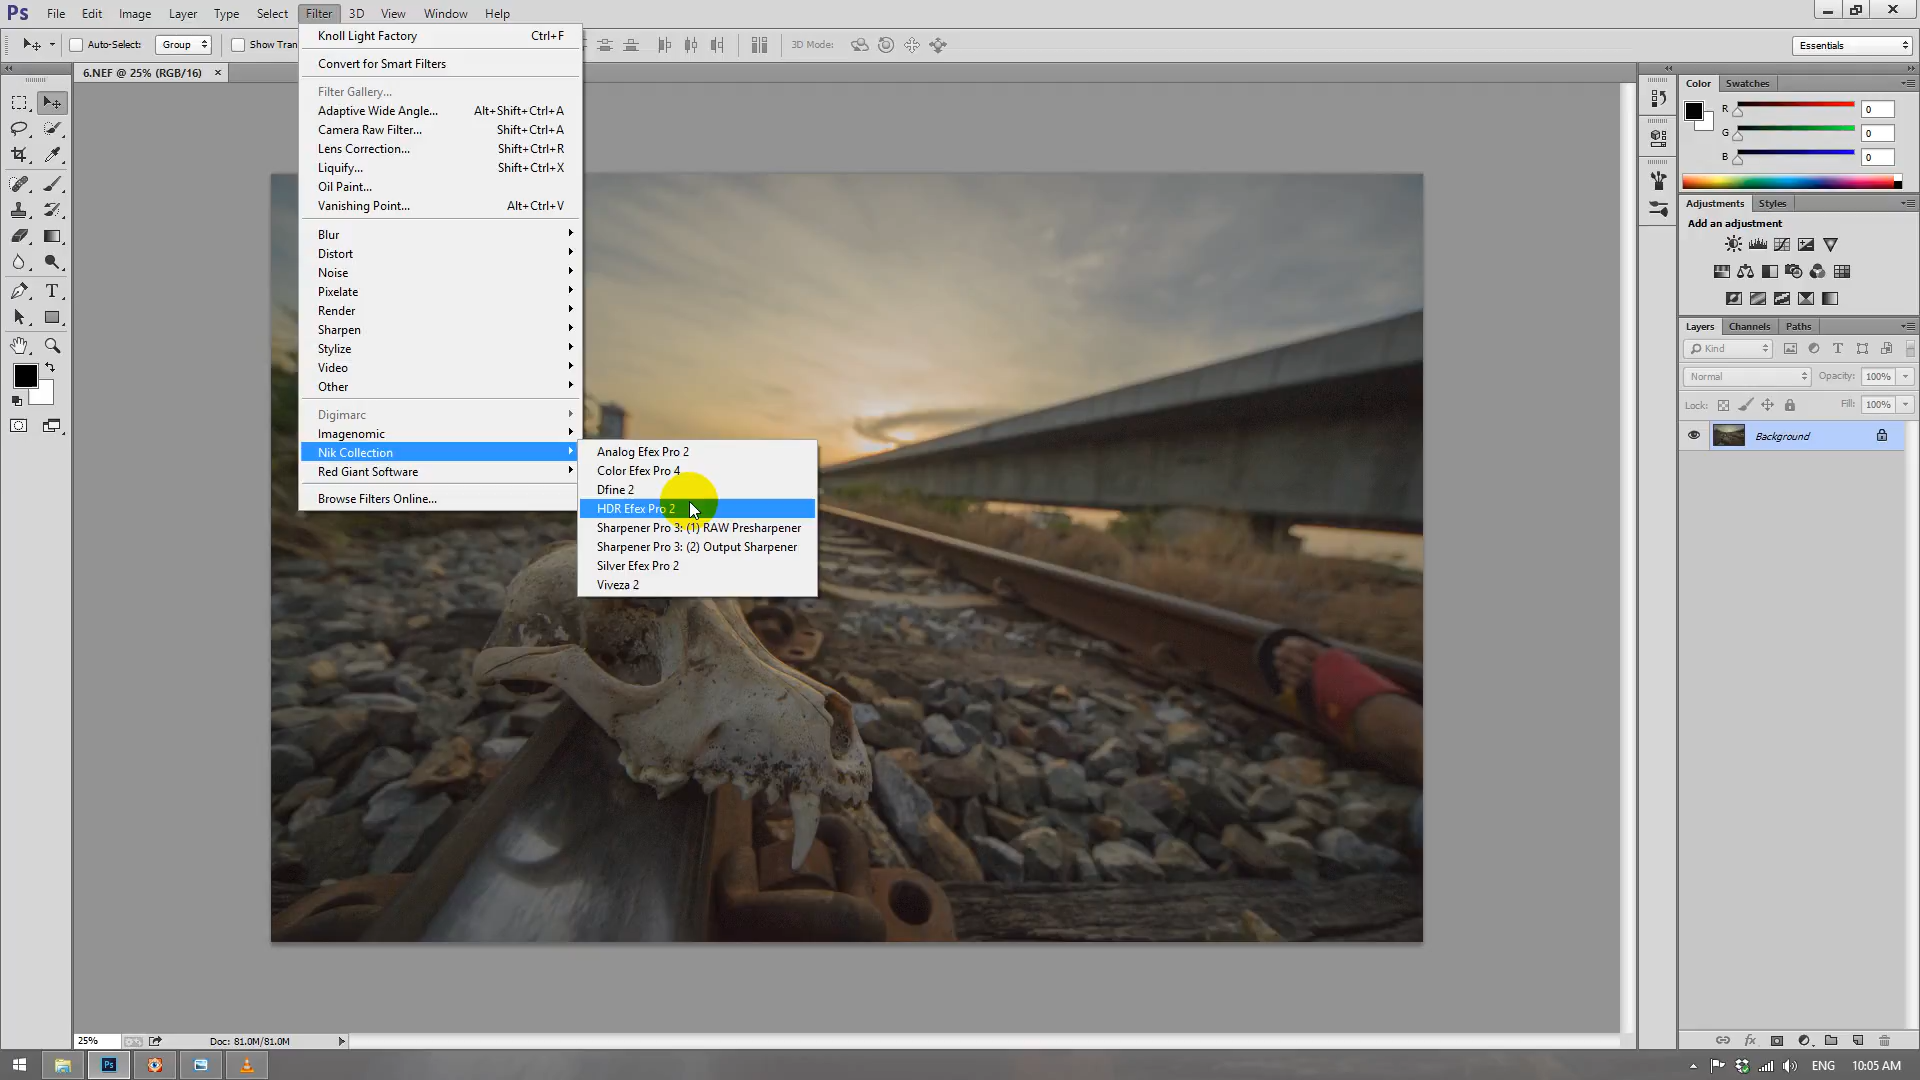 Ps File Edit Image Layer Type Select Filter 3D View Window Help
Auto-Select: Group Show Tran 3D Mode: Essentials
6.NEF @ 25% (RGB/16) ×
Knoll Light Factory Ctrl+F
Convert for Smart Filters
Filter Gallery...
Adaptive Wide Angle... Alt+Shift+Ctrl+A
Camera Raw Filter... Shift+Ctrl+A
Lens Correction... Shift+Ctrl+R
Liquify... Shift+Ctrl+X
Oil Paint...
Vanishing Point... Alt+Ctrl+V
Blur
Distort
Noise
Pixelate
Render
Sharpen
Stylize
Video
Other
Digimarc
Imagenomic
Nik Collection
Red Giant Software
Browse Filters Online...
Analog Efex Pro 2
Color Efex Pro 4
Dfine 2
HDR Efex Pro 2
Sharpener Pro 3: (1) RAW Presharpener
Sharpener Pro 3: (2) Output Sharpener
Silver Efex Pro 2
Viveza 2
Color Swatches
R 0
G 0
B 0
Adjustments Styles
Add an adjustment
Layers Channels Paths
Kind
Normal Opacity: 100%
Lock: Fill: 100%
Background
25% Doc: 81.0M/81.0M
Ps
ENG 10:05 AM